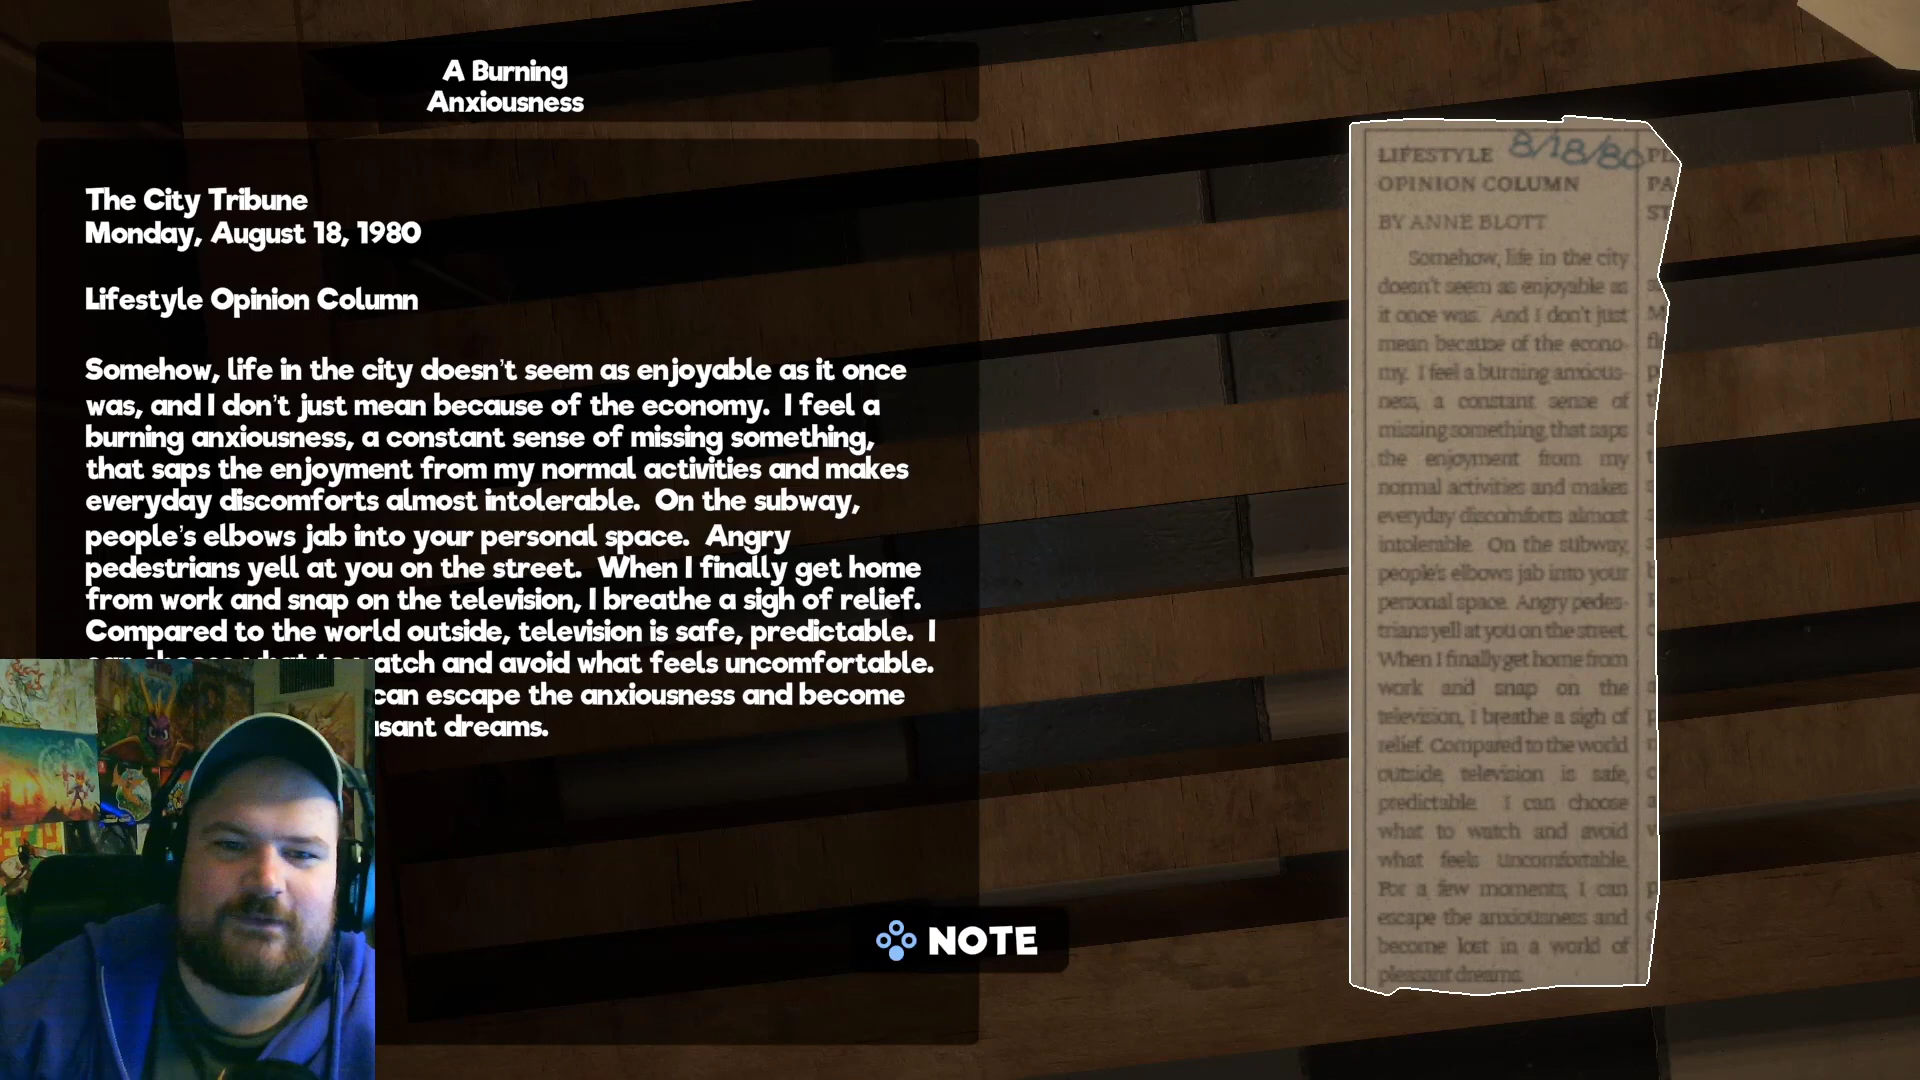 A Burning
Anxiousness
The City Tribune
Monday, August 18, 1980
Lifestyle Opinion Column
Somehow, life in the city doesn't seem as enjoyable as it once
was, and I don't just mean because of the economy.  I feel a
burning anxiousness, a constant sense of missing something,
that saps the enjoyment from my normal activities and makes
everyday discomforts almost intolerable.  On the subway,
people's elbows jab into your personal space.  Angry
pedestrians yell at you on the street.  When I finally get home
from work and snap on the television, I breathe a sigh of relief.
Compared to the world outside, television is safe, predictable.  I
can choose what to watch and avoid what feels uncomfortable.
can escape the anxiousness and become
dreams.
NOTE
LIFESTYLE 8/18/80
OPINION COLUMN PA
BY ANNE BLOTT ST
Somehow, life in the city
doesn't seem as enjoyable as
it once was. And I don't just
mean because of the econo-
my. I feel a burning anxious-
ness, a constant sense of
missing something, that saps
the enjoyment from my
normal activities and makes
everyday discomforts almost
intolerable. On the subway,
people's elbows jab into your
personal space. Angry pedes-
trians yell at you on the street.
When I finally get home from
work and snap on the
television, I breathe a sigh of
relief. Compared to the world
outside, television is safe,
predictable. I can choose
what to watch and avoid
what feels uncomfortable.
For a few moments, I can
escape the anxiousness and
become lost in a world of
pleasant dreams.